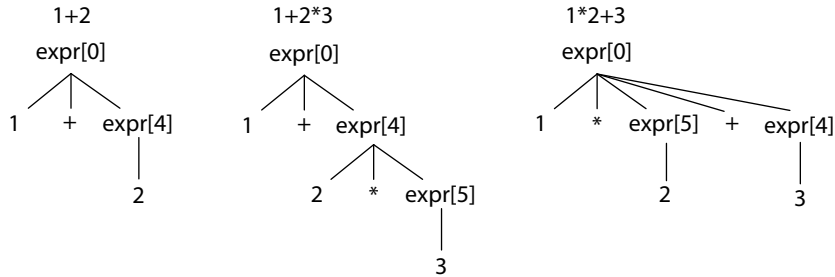 1+2 1+2*3 1*2+3
expr[0] expr[0] expr[0]
1 + expr[4] 1 + expr[4] 1 * expr[5] + expr[4]
2 2 * expr[5] 2 3
3